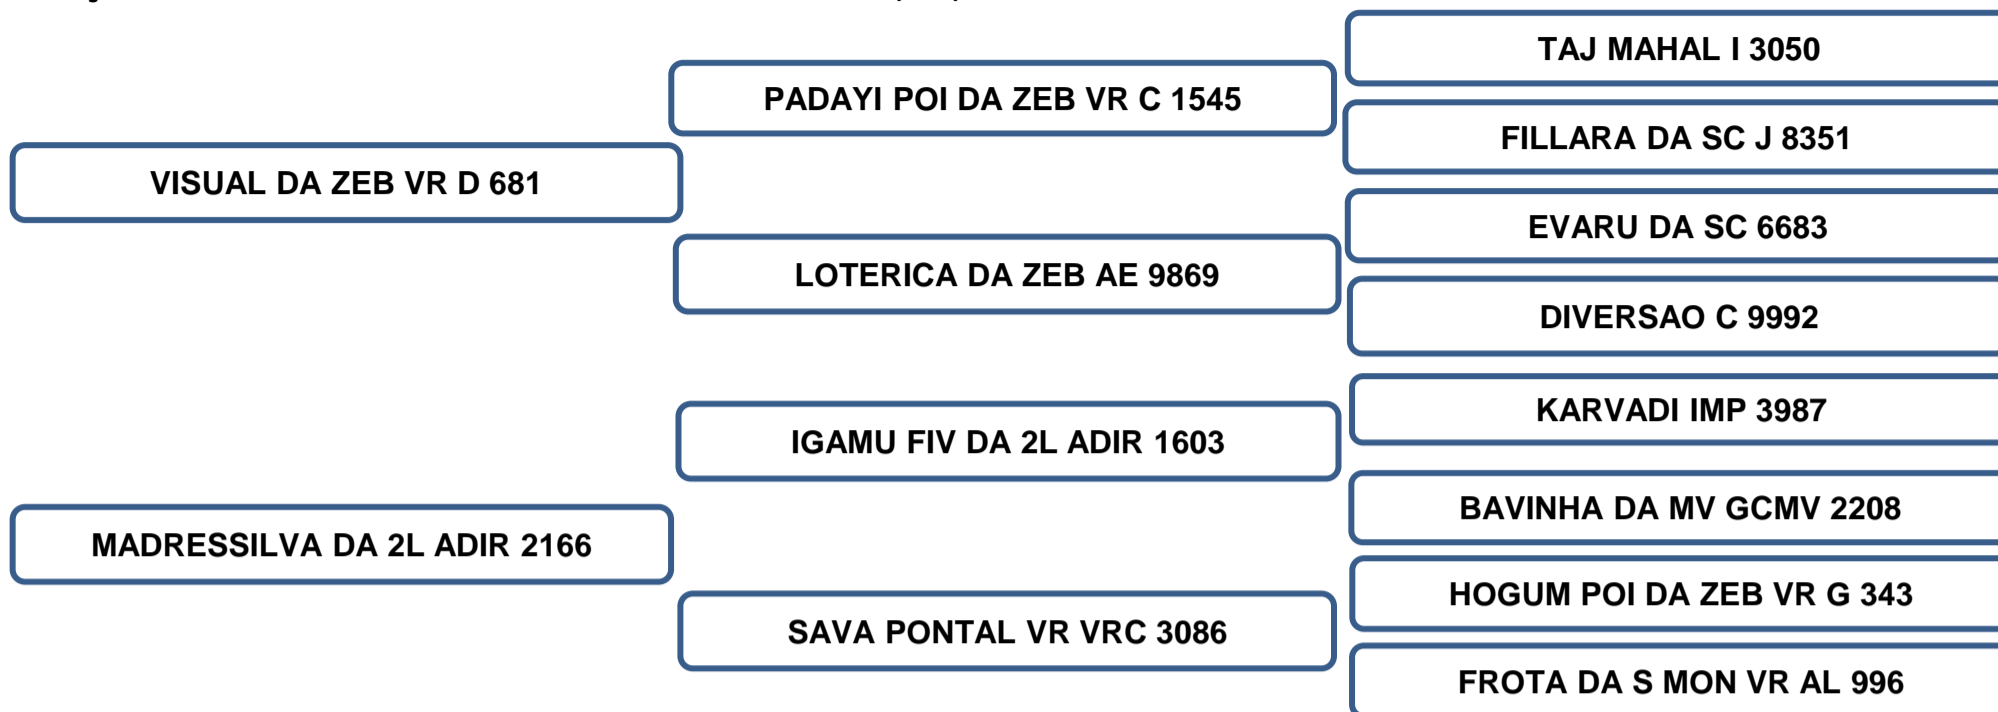 TAJ MAHAL I 3050
PADAYI POI DA ZEB VR C 1545
FILLARA DA SC J 8351
VISUAL DA ZEB VR D 681
EVARU DA SC 6683
LOTERICA DA ZEB AE 9869
DIVERSAO C 9992
KARVADI IMP 3987
IGAMU FIV DA 2L ADIR 1603
BAVINHA DA MV GCMV 2208
MADRESSILVA DA 2L ADIR 2166
HOGUM POI DA ZEB VR G 343
SAVA PONTAL VR VRC 3086
FROTA DA S MON VR AL 996